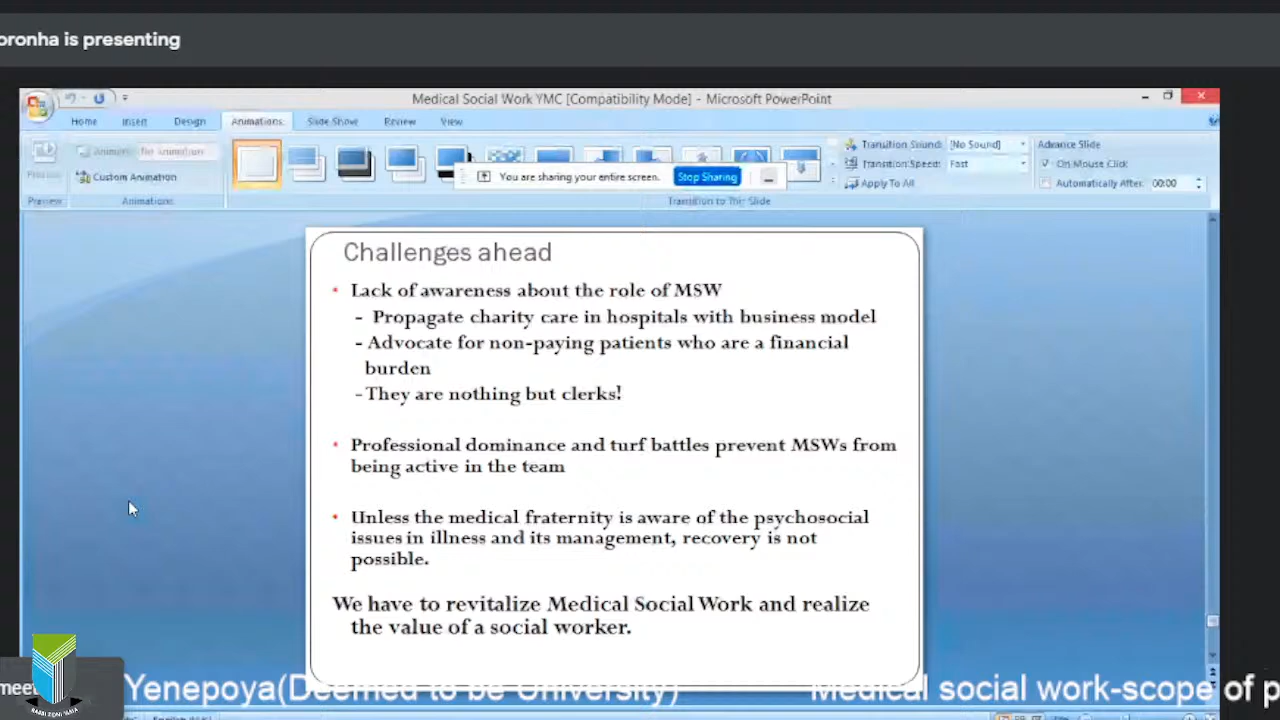 oronha is presenting
Medical Social Work YMC [Compatibility Mode] - Microsoft PowerPoint
Home Insert Design Animations Slide Show Review View
Transition Sound: [No Sound] Advance Slide
You are sharing your entire screen. Stop Sharing
Transition Speed: Fast On Mouse Click
Custom Animation
Apply To All Automatically After: 00:00
Preview Animations Transition to This Slide
Challenges ahead
• Lack of awareness about the role of MSW
- Propagate charity care in hospitals with business model
- Advocate for non-paying patients who are a financial
burden
- They are nothing but clerks!
• Professional dominance and turf battles prevent MSWs from
being active in the team
• Unless the medical fraternity is aware of the psychosocial
issues in illness and its management, recovery is not
possible.
We have to revitalize Medical Social Work and realize
the value of a social worker.
meet
Yenepoya(Deemed to be University) Medical social work-scope of p